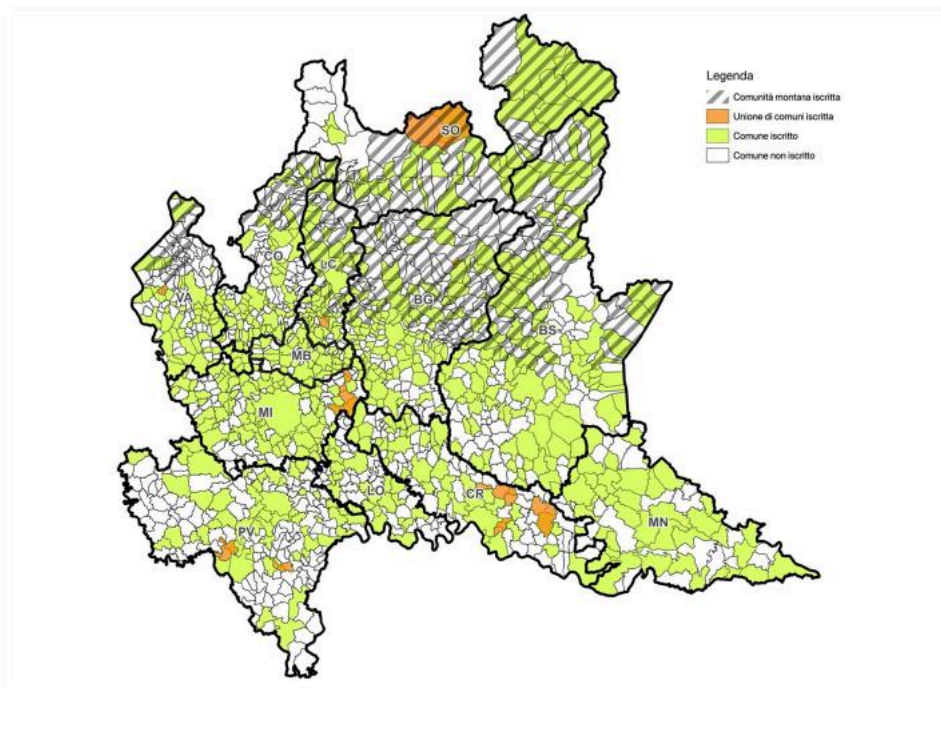 Legenda
Comunità montana iscritta
Unione di comuni iscritta
Comune iscritto
Comune non iscritto
SO
CO
LC
VA
BG
BS
MB
MI
LO
CR
PV
MN